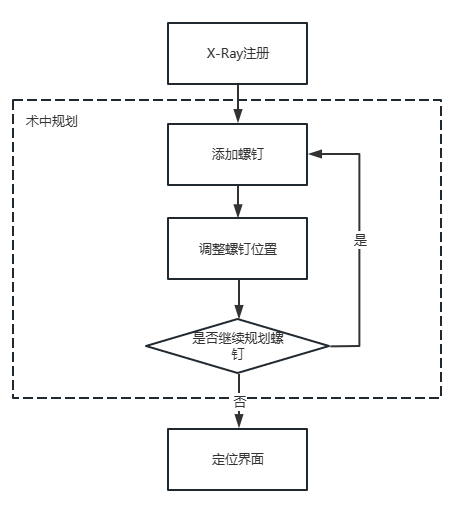 X-Ray注册
术中规划
添加螺钉
调整螺钉位置
是
是否继续规划螺
钉
否
定位界面